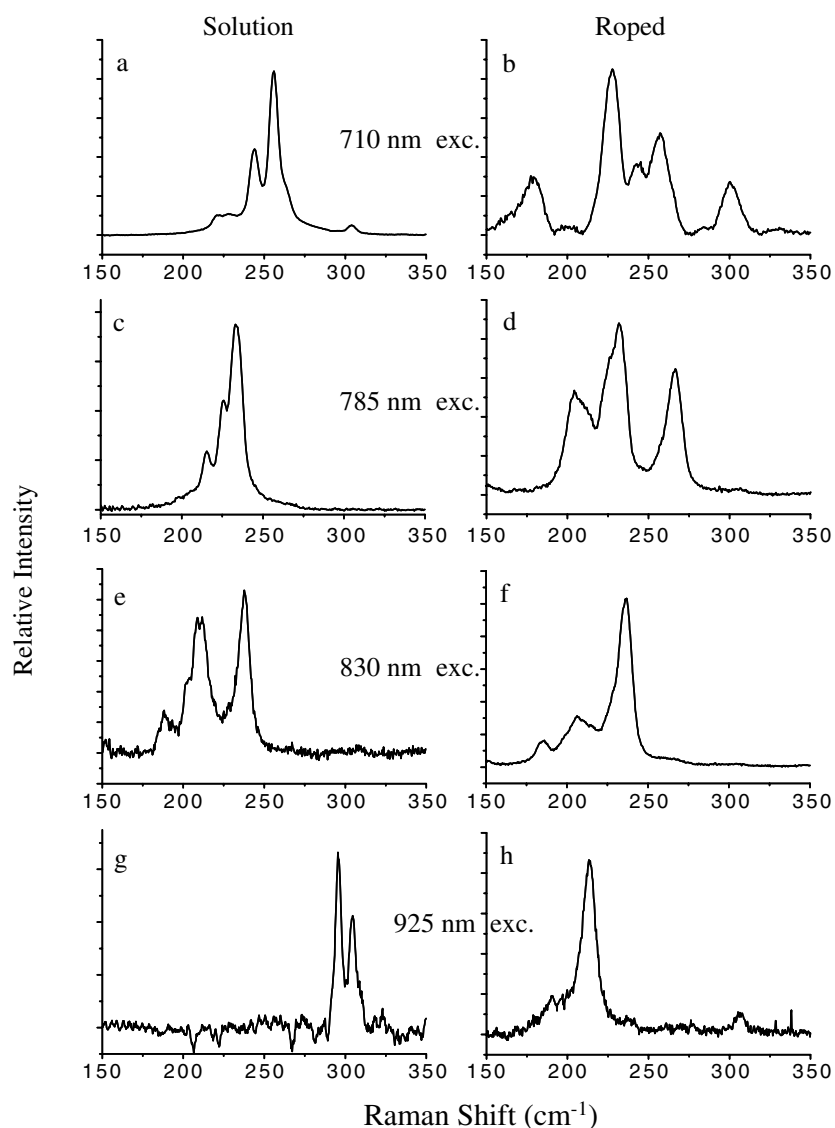 Solution Roped
a b
710 nm exc.
150 200 250 300 350 150 200 250 300 350
c d
785 nm exc.
150 200 250 300 350 150 200 250 300 350
Relative Intensity
e f
830 nm exc.
150 200 250 300 350 150 200 250 300 350
g h
925 nm exc.
150 200 250 300 350 150 200 250 300 350
Raman Shift (cm⁻¹)